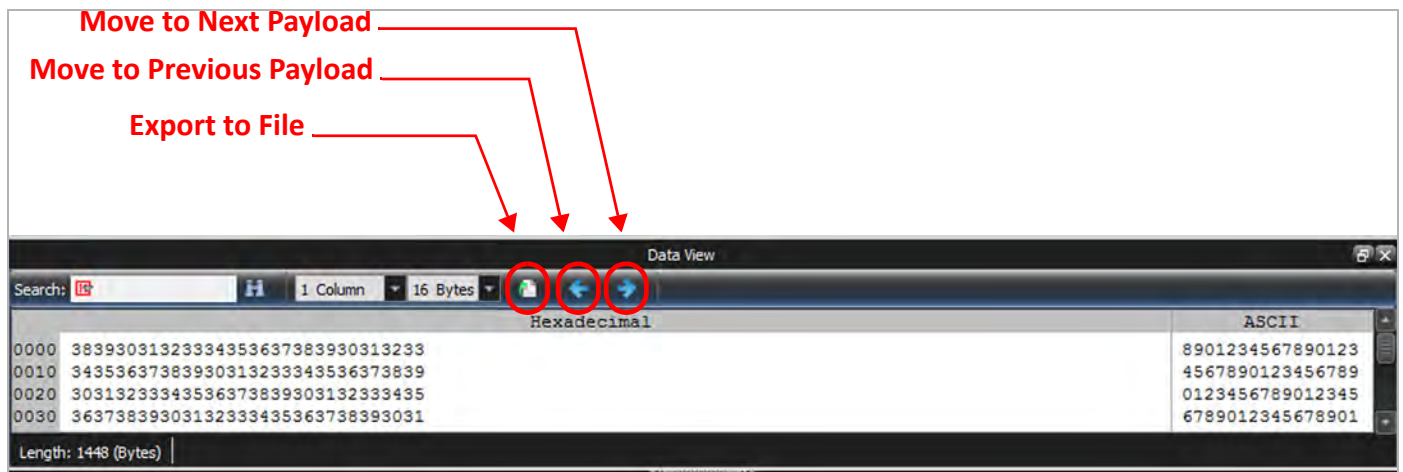 Move to Next Payload
Move to Previous Payload
Export to File
Data View
Search: 1 Column 16 Bytes
Hexadecimal ASCII
0000 38393031323334353637383930313233 8901234567890123
0010 34353637383930313233343536373839 4567890123456789
0020 30313233343536373839303132333435 0123456789012345
0030 36373839303132333435363738393031 6789012345678901
Length: 1448 (Bytes)